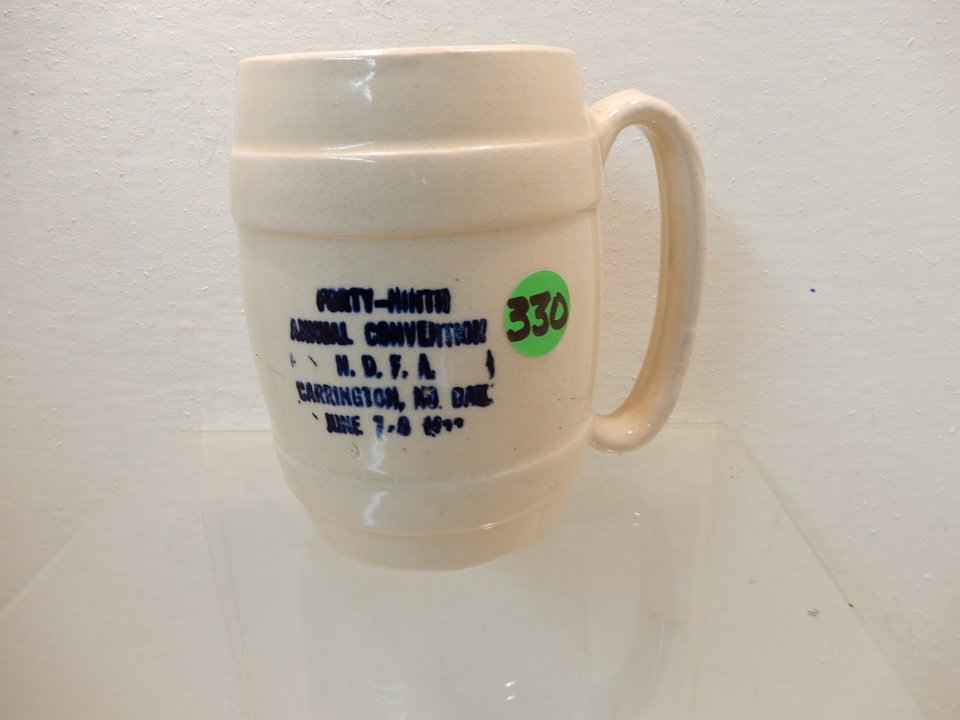 FORTY-NINTH
ANNUAL CONVENTION
N. D. F. A.
CARRINGTON, NO. DAK.
JUNE 7-8
330